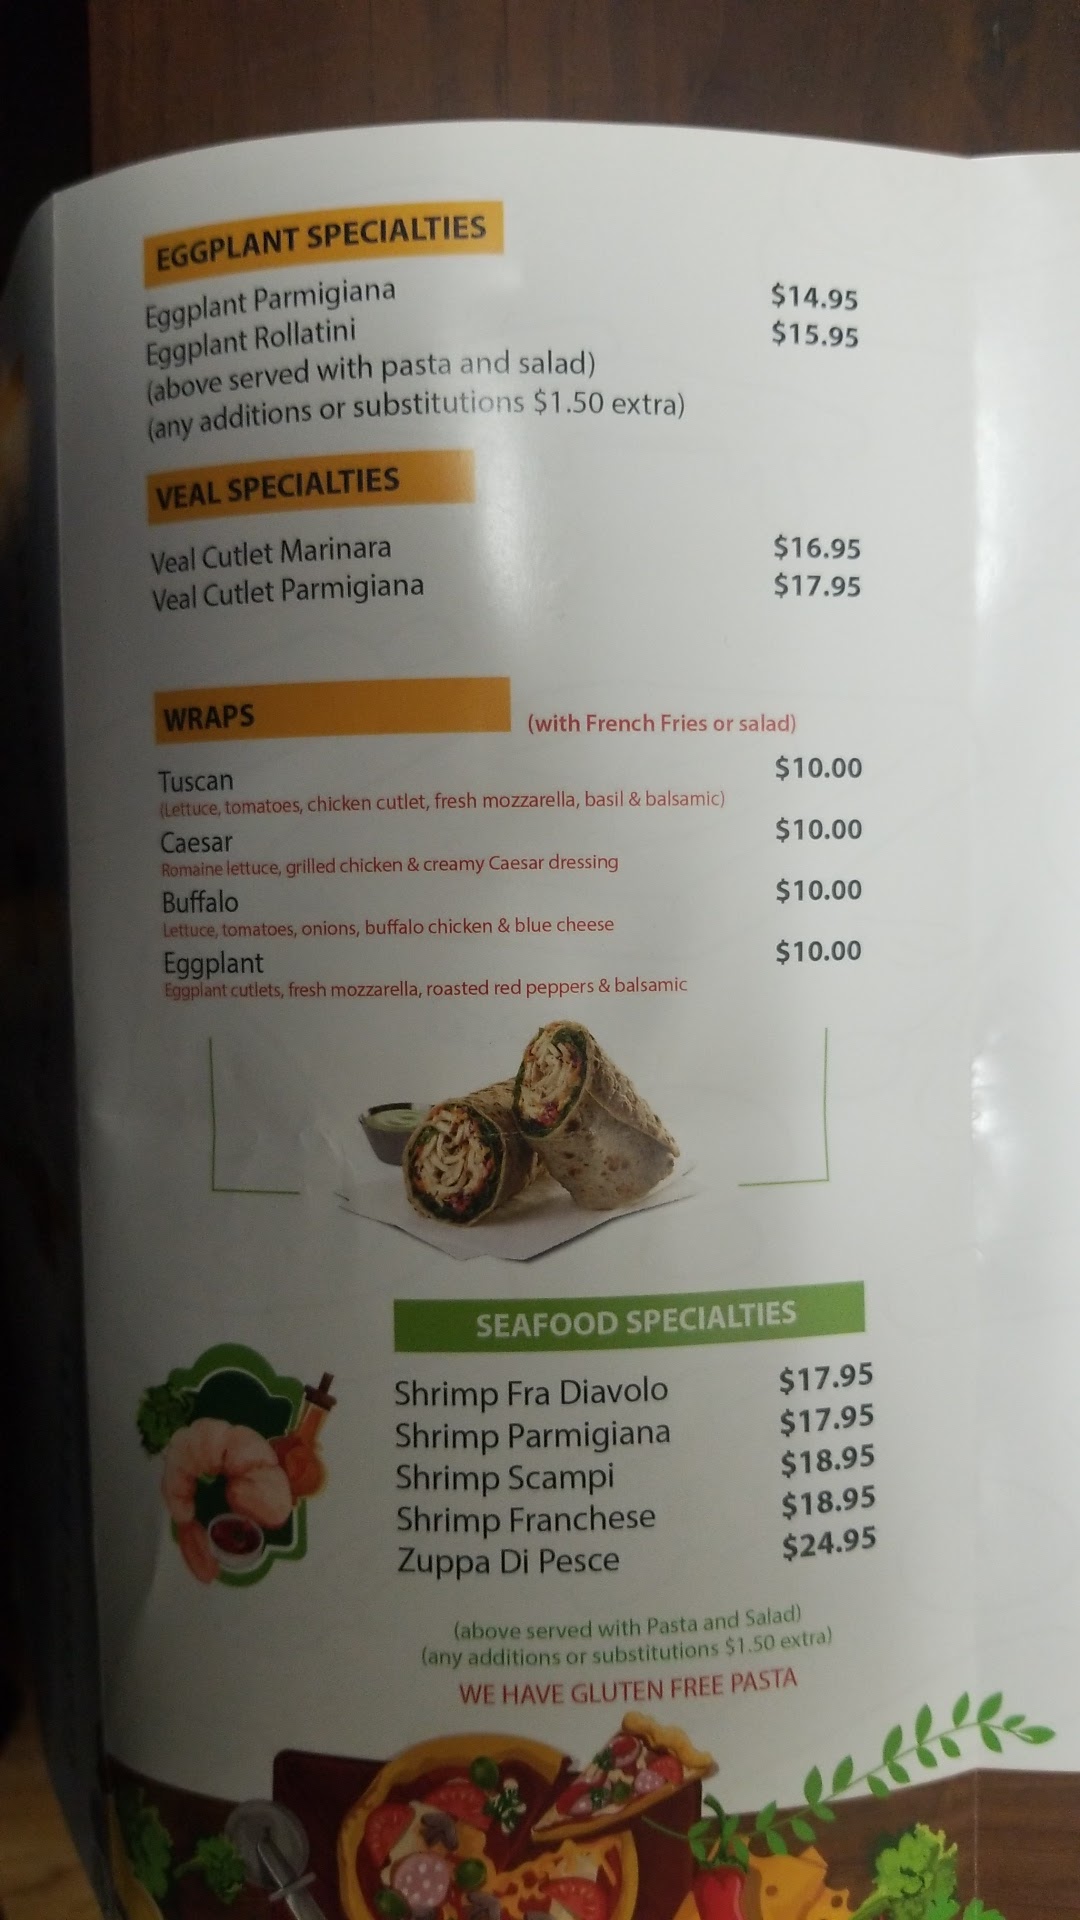 EGGPLANT SPECIALTIES
Eggplant Parmigiana $14.95
Eggplant Rollatini $15.95
(above served with pasta and salad)
(any additions or substitutions $1.50 extra)
VEAL SPECIALTIES
Veal Cutlet Marinara $16.95
Veal Cutlet Parmigiana $17.95
WRAPS (with French Fries or salad)
Tuscan $10.00
(Lettuce, tomatoes, chicken cutlet, fresh mozzarella, basil & balsamic)
Caesar $10.00
Romaine lettuce, grilled chicken & creamy Caesar dressing
Buffalo $10.00
Lettuce, tomatoes, onions, buffalo chicken & blue cheese
Eggplant $10.00
Eggplant cutlets, fresh mozzarella, roasted red peppers & balsamic
SEAFOOD SPECIALTIES
Shrimp Fra Diavolo $17.95
Shrimp Parmigiana $17.95
Shrimp Scampi $18.95
Shrimp Franchese $18.95
Zuppa Di Pesce $24.95
(above served with Pasta and Salad)
(any additions or substitutions $1.50 extra)
WE HAVE GLUTEN FREE PASTA